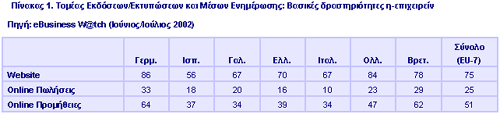 Πίνακας 1. Τομέας Εκδόσεων/Εκτυπώσεων και Μέσων Ενημέρωσης: Βασικές δραστηριότητες η-επιχειρείν
Πηγή: eBusiness W@tch (Ιούνιος/Ιούλιος 2002)
Γερμ. Ισπ. Γαλ. Ελλ. Ιταλ. Ολλ. Βρετ. Σύνολο (EU-7)
Website 86 56 67 70 67 84 78 75
Online Πωλήσεις 33 18 20 16 10 23 29 25
Online Προμήθειες 64 37 34 39 34 47 62 51